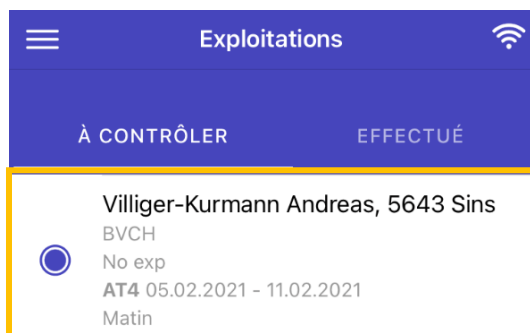 Exploitations
À CONTRÔLER EFFECTUÉ
Villiger-Kurmann Andreas, 5643 Sins
BVCH
No exp
AT4 05.02.2021 - 11.02.2021
Matin